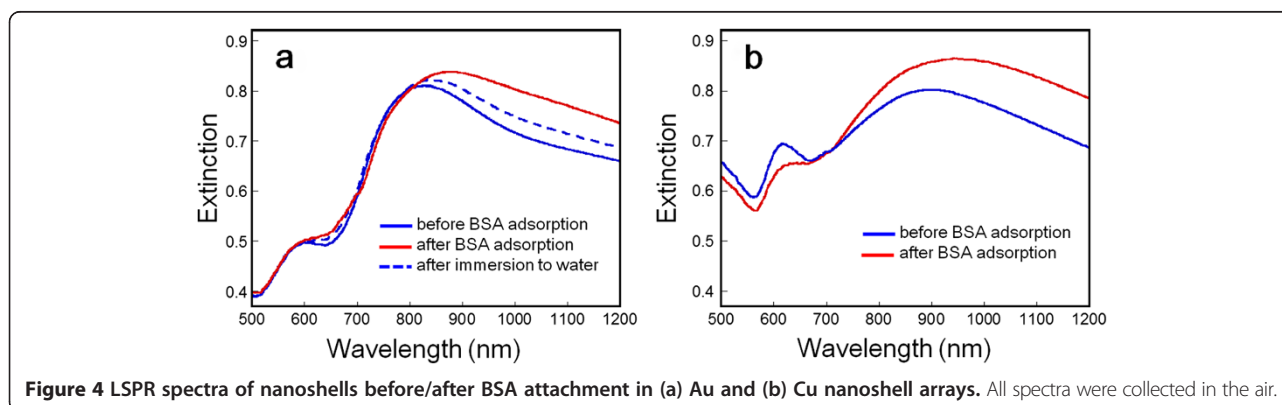 a
0.9
0.8
0.7
0.6
0.5
0.4
Extinction
before BSA adsorption
after BSA adsorption
after immersion to water
500 600 700 800 900 1000 1100 1200
Wavelength (nm)
b
0.9
0.8
0.7
0.6
0.5
0.4
Extinction
before BSA adsorption
after BSA adsorption
500 600 700 800 900 1000 1100 1200
Wavelength (nm)
Figure 4 LSPR spectra of nanoshells before/after BSA attachment in (a) Au and (b) Cu nanoshell arrays. All spectra were collected in the air.